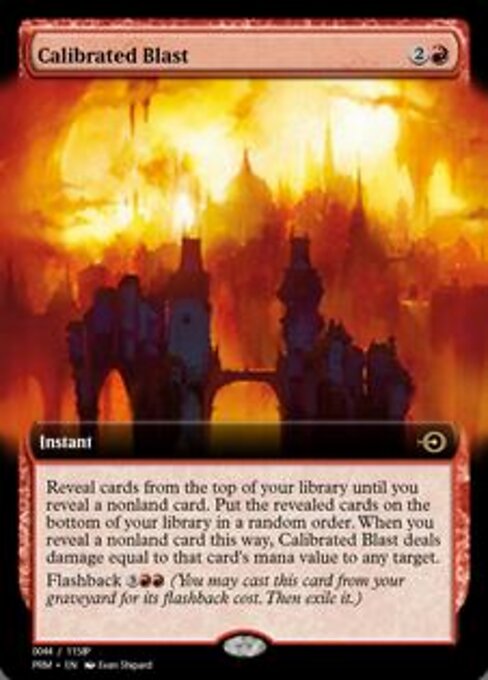 Calibrated Blast 2
Instant
Reveal cards from the top of your library until you
reveal a nonland card. Put the revealed cards on the
bottom of your library in a random order. When you
reveal a nonland card this way, Calibrated Blast deals
damage equal to that card's mana value to any target.
Flashback 3 (You may cast this card from your
graveyard for its flashback cost. Then exile it.)
PRM • EN Evan Shipard